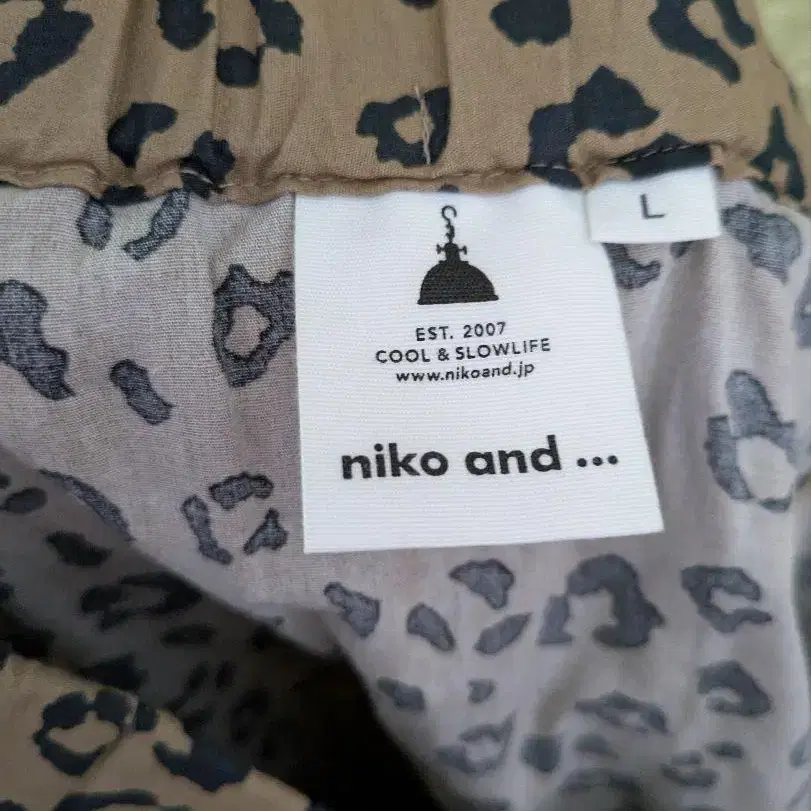 L
EST. 2007
COOL & SLOWLIFE
www.nikoand.jp
niko and ...